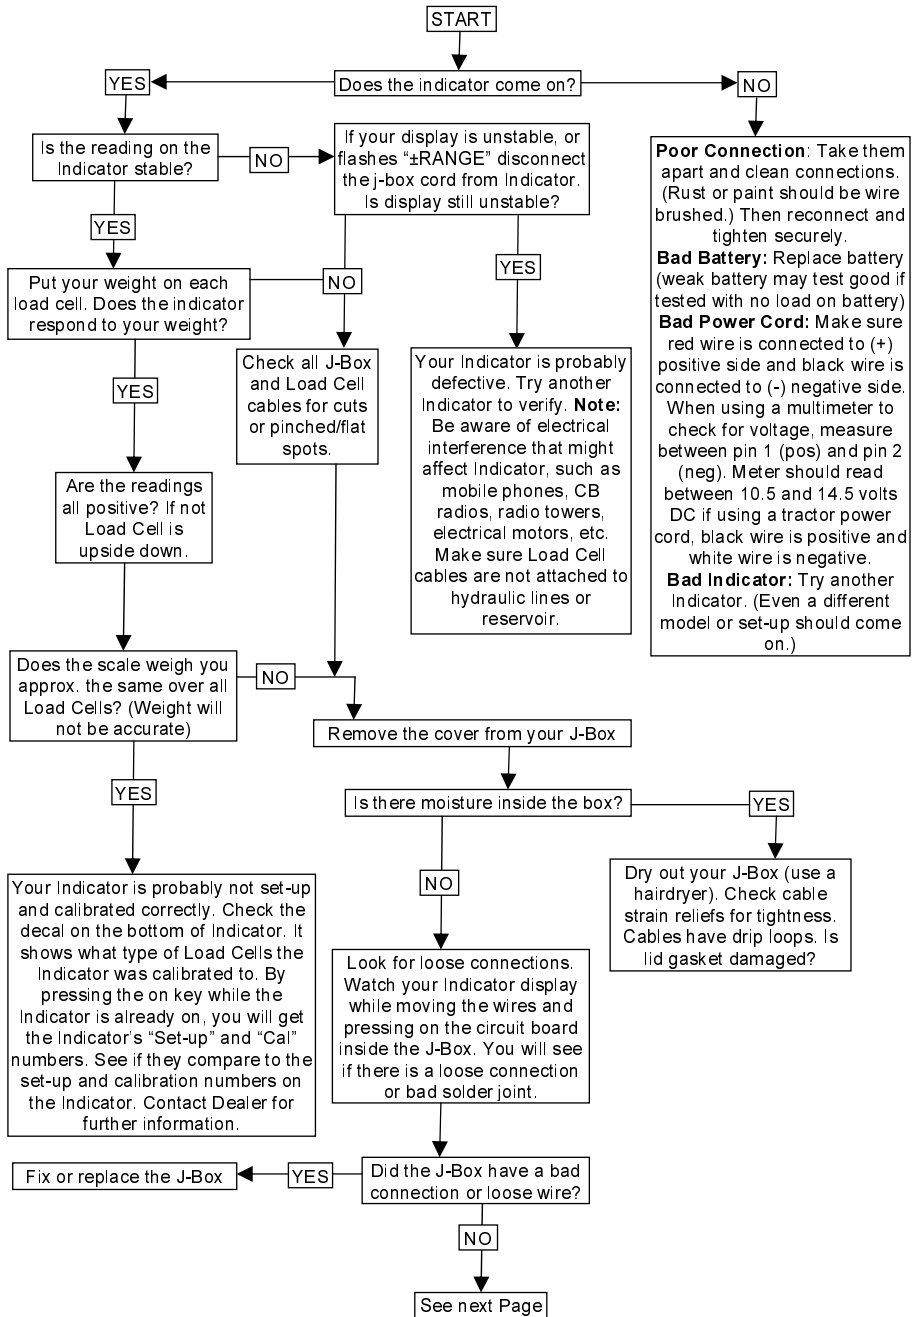 START
Does the indicator come on?
YES
NO
Is the reading on the
Indicator stable?
NO
If your display is unstable, or
flashes “±RANGE” disconnect
the j-box cord from Indicator.
Is display still unstable?
Poor Connection: Take them
apart and clean connections.
(Rust or paint should be wire
brushed.) Then reconnect and
tighten securely.
Bad Battery: Replace battery
(weak battery may test good if
tested with no load on battery)
Bad Power Cord: Make sure
red wire is connected to (+)
positive side and black wire is
connected to (-) negative side.
When using a multimeter to
check for voltage, measure
between pin 1 (pos) and pin 2
(neg). Meter should read
between 10.5 and 14.5 volts
DC if using a tractor power
cord, black wire is positive and
white wire is negative.
Bad Indicator: Try another
Indicator. (Even a different
model or set-up should come
on.)
YES
YES
Put your weight on each
load cell. Does the indicator
respond to your weight?
NO
Check all J-Box
and Load Cell
cables for cuts
or pinched/flat
spots.
Your Indicator is probably
defective. Try another
Indicator to verify. Note:
Be aware of electrical
interference that might
affect Indicator, such as
mobile phones, CB
radios, radio towers,
electrical motors, etc.
Make sure Load Cell
cables are not attached to
hydraulic lines or
reservoir.
YES
Are the readings
all positive? If not
Load Cell is
upside down.
Does the scale weigh you
approx. the same over all
Load Cells? (Weight will
not be accurate)
NO
Remove the cover from your J-Box
YES
Is there moisture inside the box?
YES
NO
Dry out your J-Box (use a
hairdryer). Check cable
strain reliefs for tightness.
Cables have drip loops. Is
lid gasket damaged?
Your Indicator is probably not set-up
and calibrated correctly. Check the
decal on the bottom of Indicator. It
shows what type of Load Cells the
Indicator was calibrated to. By
pressing the on key while the
Indicator is already on, you will get
the Indicator’s “Set-up” and “Cal”
numbers. See if they compare to the
set-up and calibration numbers on
the Indicator. Contact Dealer for
further information.
Look for loose connections.
Watch your Indicator display
while moving the wires and
pressing on the circuit board
inside the J-Box. You will see
if there is a loose connection
or bad solder joint.
Did the J-Box have a bad
connection or loose wire?
YES
Fix or replace the J-Box
NO
See next Page